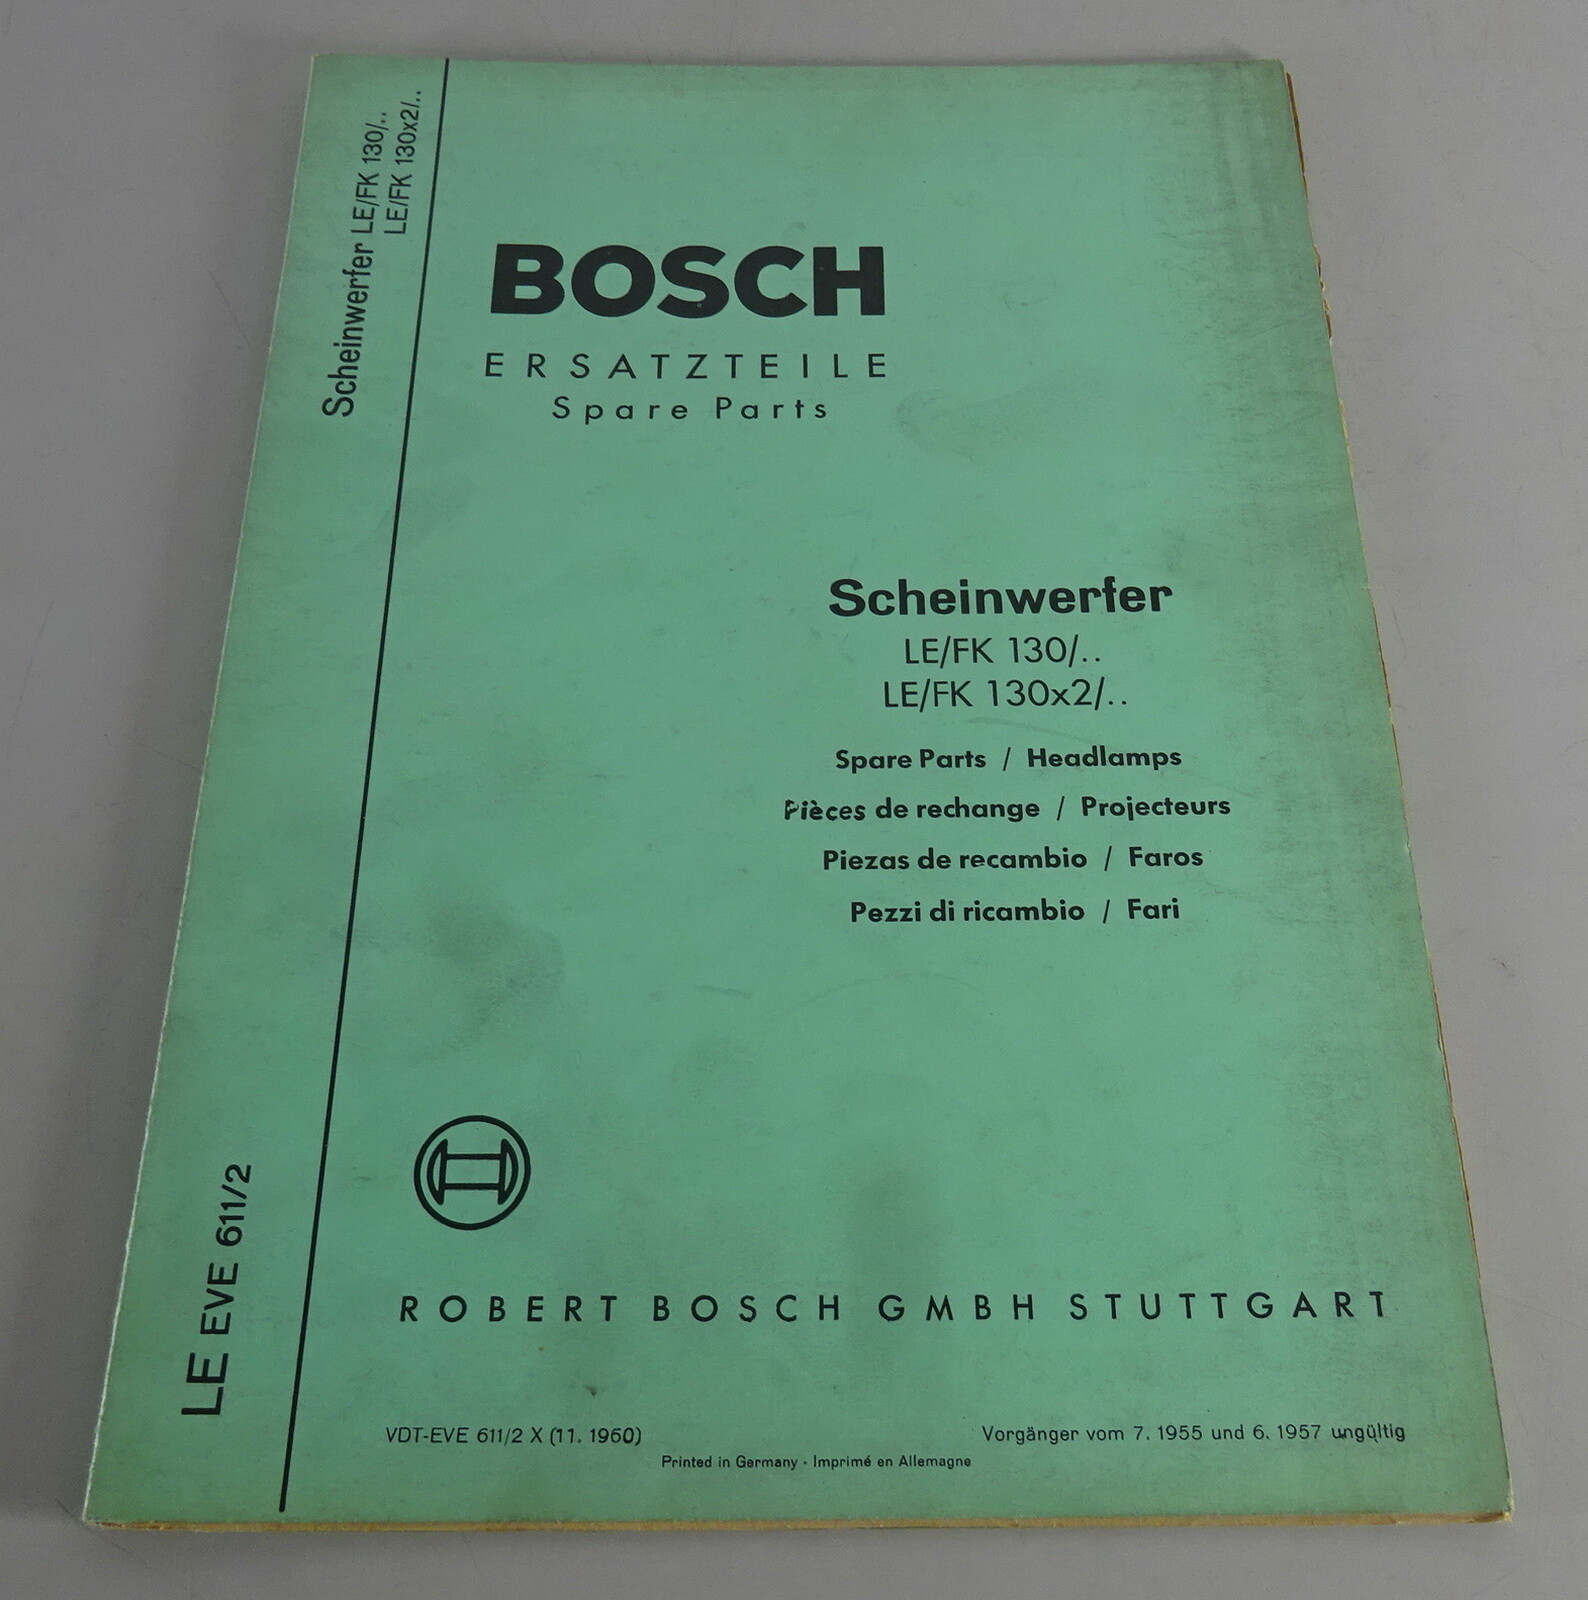 Scheinwerfer LE/FK 130/..
LE/FK 130x2/..
BOSCH
ERSATZTEILE
Spare Parts
Scheinwerfer
LE/FK 130/..
LE/FK 130x2/..
Spare Parts / Headlamps
Pièces de rechange / Projecteurs
Piezas de recambio / Faros
Pezzi di ricambio / Fari
LE EVE 611/2
ROBERT BOSCH GMBH STUTTGART
VDT-EVE 611/2 X (11. 1960)
Vorgänger vom 7. 1955 und 6. 1957 ungültig
Printed in Germany - Imprimé en Allemagne